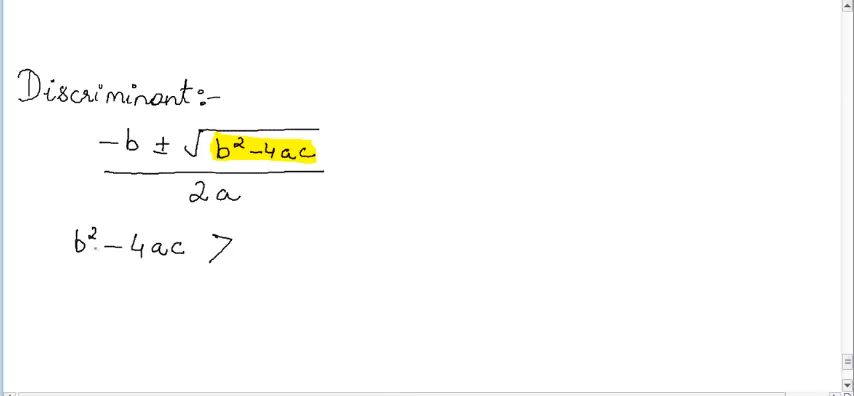 Discriminant:-
-b ± √b²-4ac
2a
b²-4ac >